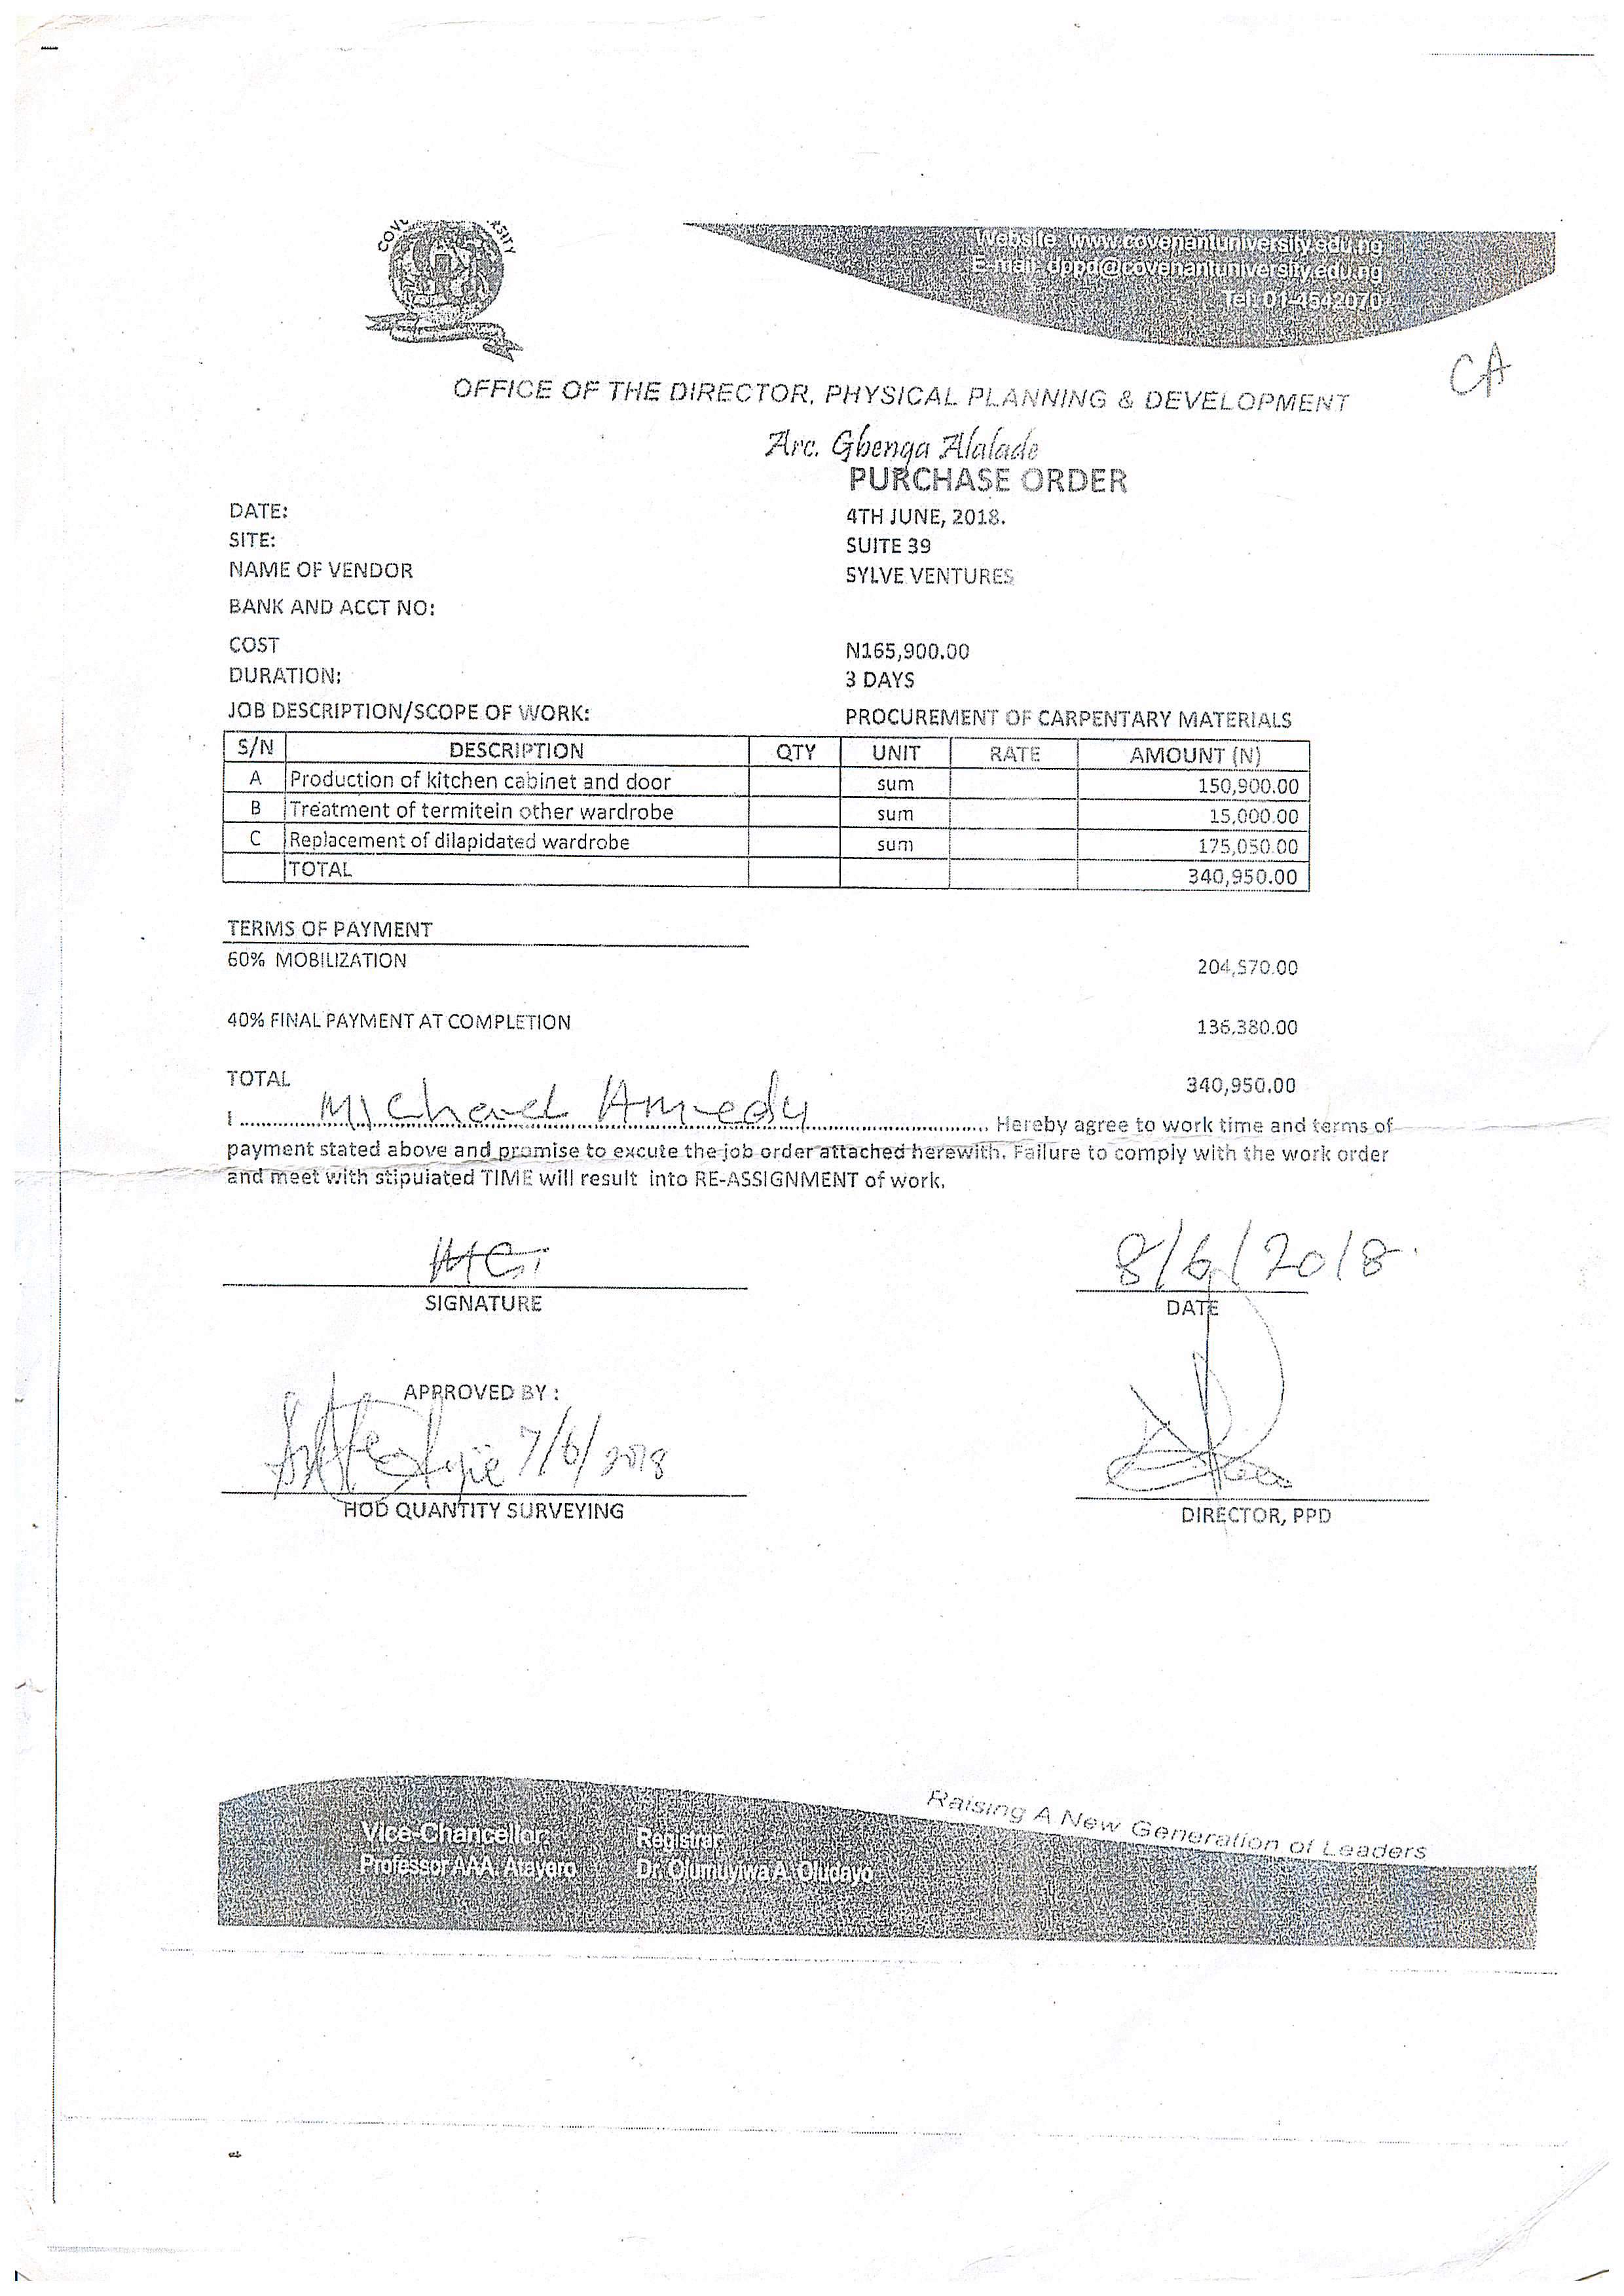 Website: www.covenantuniversity.edu.ng
E-mail: dppd@covenantuniversity.edu.ng
Tel: 01-4542070
CA
OFFICE OF THE DIRECTOR, PHYSICAL PLANNING & DEVELOPMENT
Arc. Gbenga Alalade
PURCHASE ORDER
DATE: 4TH JUNE, 2018.
SITE: SUITE 39
NAME OF VENDOR SYLVE VENTURES
BANK AND ACCT NO:
COST N165,900.00
DURATION: 3 DAYS
JOB DESCRIPTION/SCOPE OF WORK: PROCUREMENT OF CARPENTARY MATERIALS
S/N DESCRIPTION QTY UNIT RATE AMOUNT (N)
A Production of kitchen cabinet and door sum 150,900.00
B Treatment of termitein other wardrobe sum 15,000.00
C Replacement of dilapidated wardrobe sum 175,050.00
TOTAL 340,950.00
TERMS OF PAYMENT
60% MOBILIZATION 204,570.00
40% FINAL PAYMENT AT COMPLETION 136,380.00
TOTAL 340,950.00
I Michael Amedy Hereby agree to work time and terms of
payment stated above and promise to excute the job order attached herewith. Failure to comply with the work order
and meet with stipulated TIME will result into RE-ASSIGNMENT of work.
8/6/2018
SIGNATURE DATE
APPROVED BY :
7/6/2018
HOD QUANTITY SURVEYING DIRECTOR, PPD
Raising A New Generation of Leaders
Vice-Chancellor: Registrar:
Professor AAA. Atayero Dr. Olumuyiwa A. Oludayo